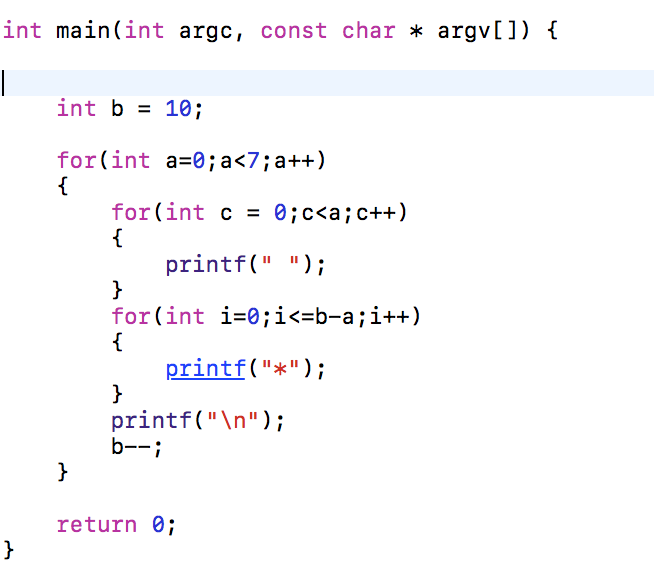 int main(int argc, const char * argv[]) {
    int b = 10;
    for(int a=0;a<7;a++)
    {
        for(int c = 0;c<a;c++)
        {
            printf(" ");
        }
        for(int i=0;i<=b-a;i++)
        {
            printf("*");
        }
        printf("\n");
        b--;
    }
    return 0;
}